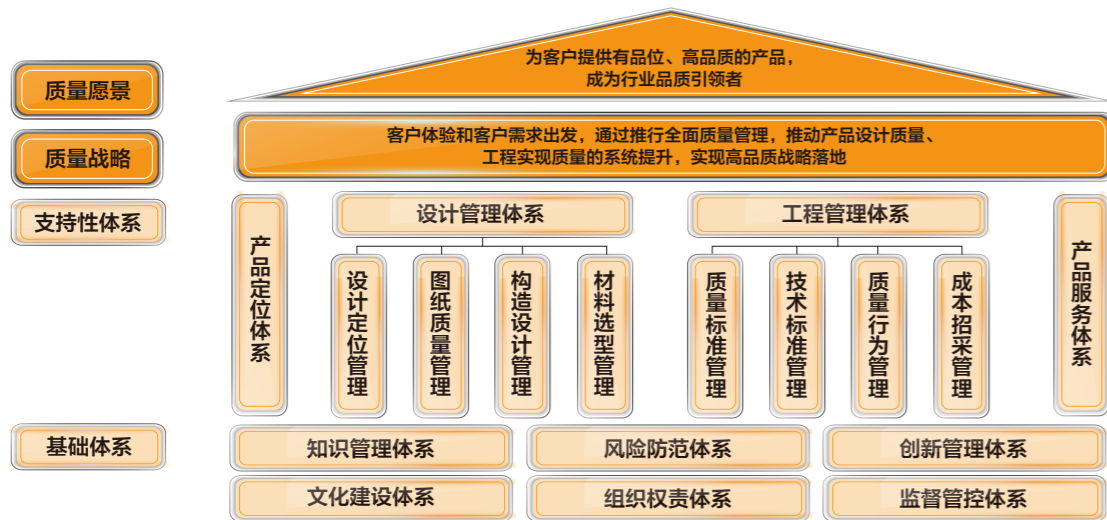 为客户提供有品位、高品质的产品，
成为行业品质引领者
质量愿景
客户体验和客户需求出发，通过推行全面质量管理，推动产品设计质量、
工程实现质量的系统提升，实现高品质战略落地
质量战略
支持性体系
产品定位体系
设计管理体系
设计定位管理
图纸质量管理
构造设计管理
材料选型管理
工程管理体系
质量标准管理
技术标准管理
质量行为管理
成本招采管理
产品服务体系
基础体系
知识管理体系
风险防范体系
创新管理体系
文化建设体系
组织权责体系
监督管控体系